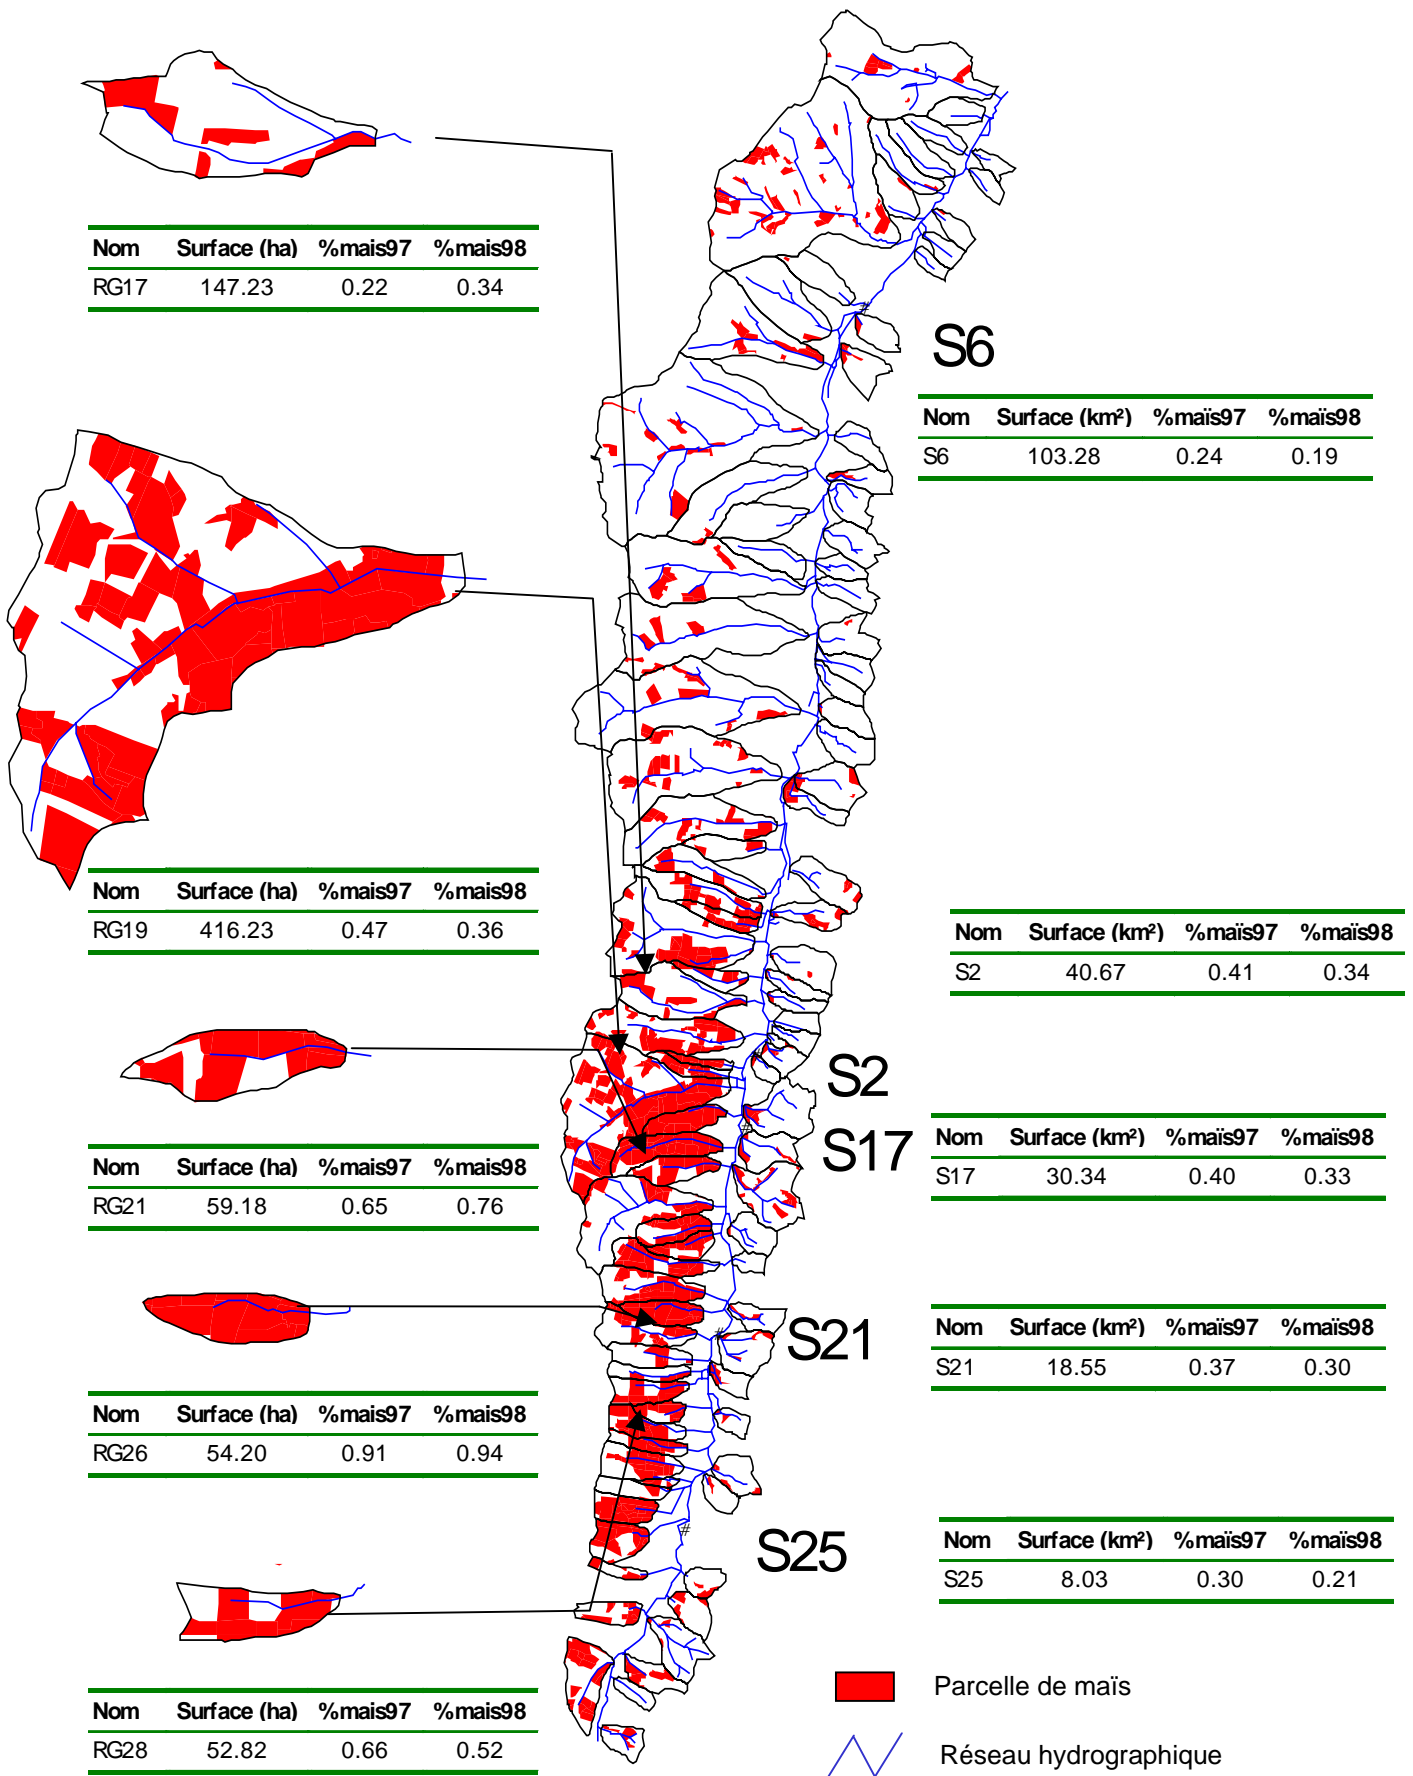 Nom Surface (ha) %mais97 %mais98
RG17 147.23 0.22 0.34
S6
Nom Surface (km²) %maïs97 %maïs98
S6 103.28 0.24 0.19
Nom Surface (ha) %mais97 %mais98
RG19 416.23 0.47 0.36
Nom Surface (km²) %maïs97 %maïs98
S2 40.67 0.41 0.34
S2
Nom Surface (ha) %mais97 %mais98
RG21 59.18 0.65 0.76
S17
Nom Surface (km²) %maïs97 %maïs98
S17 30.34 0.40 0.33
S21
Nom Surface (km²) %maïs97 %maïs98
S21 18.55 0.37 0.30
Nom Surface (ha) %mais97 %mais98
RG26 54.20 0.91 0.94
S25
Nom Surface (km²) %maïs97 %maïs98
S25 8.03 0.30 0.21
Nom Surface (ha) %mais97 %mais98
RG28 52.82 0.66 0.52
Parcelle de maïs
Réseau hydrographique